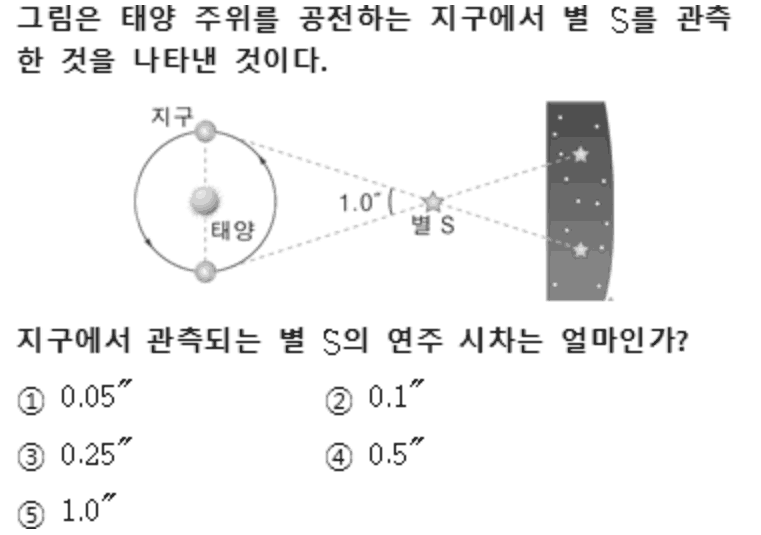 그림은 태양 주위를 공전하는 지구에서 별 S를 관측
한 것을 나타낸 것이다.
지구
1.0″
태양
별 S
지구에서 관측되는 별 S의 연주 시차는 얼마인가?
① 0.05″ ② 0.1″
③ 0.25″ ④ 0.5″
⑤ 1.0″